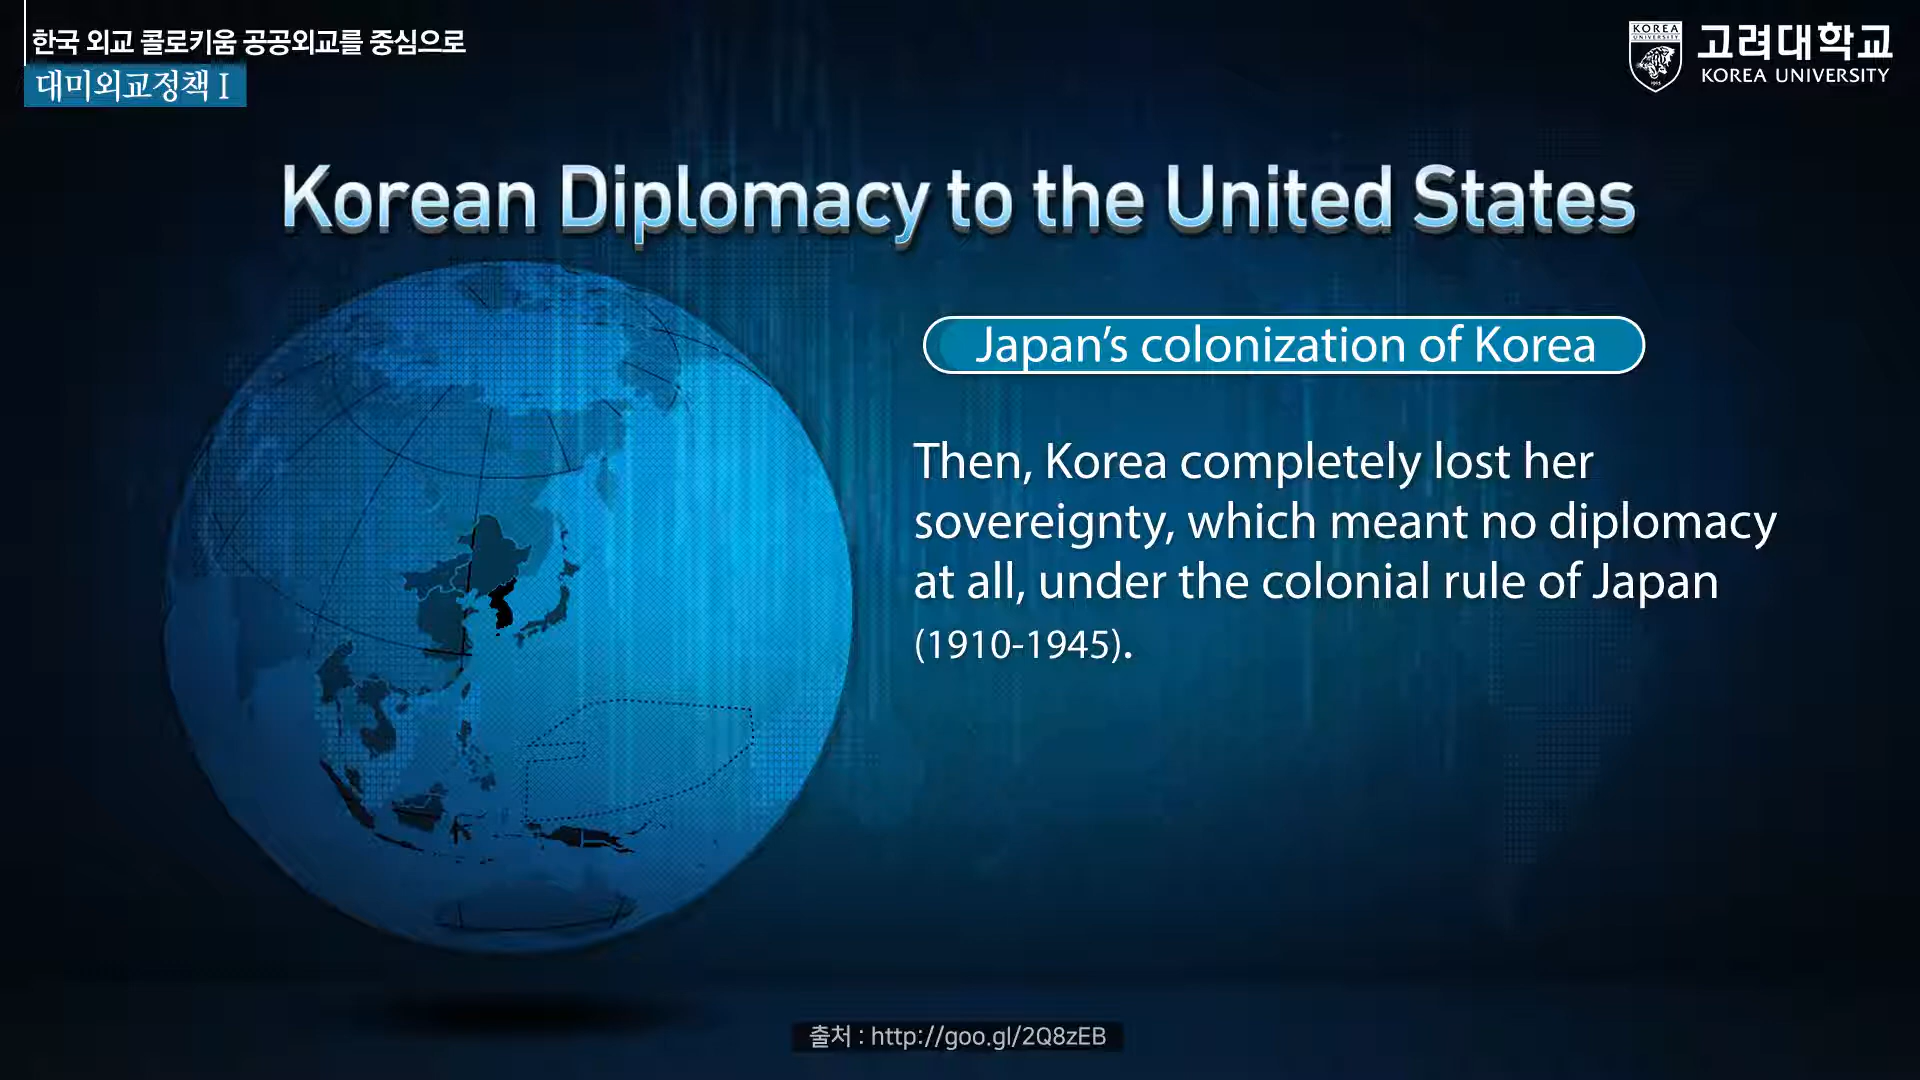 한국 외교 콜로키움 공공외교를 중심으로
대미외교정책 I
KOREA
UNIVERSITY
1905
고려대학교
KOREA UNIVERSITY
Korean Diplomacy to the United States
Japan’s colonization of Korea
Then, Korea completely lost her
sovereignty, which meant no diplomacy
at all, under the colonial rule of Japan
(1910-1945).
출처 : http://goo.gl/2Q8zEB